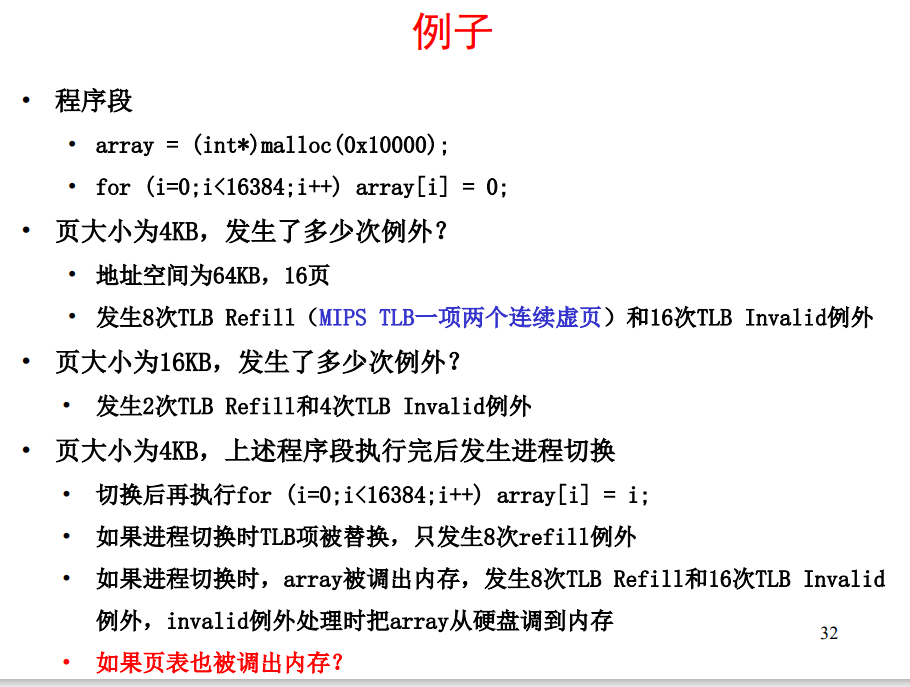 例子
• 程序段
• array = (int*)malloc(0x10000);
• for (i=0;i<16384;i++) array[i] = 0;
• 页大小为4KB，发生了多少次例外？
• 地址空间为64KB，16页
• 发生8次TLB Refill（MIPS TLB一项两个连续虚页）和16次TLB Invalid例外
• 页大小为16KB，发生了多少次例外？
• 发生2次TLB Refill和4次TLB Invalid例外
• 页大小为4KB，上述程序段执行完后发生进程切换
• 切换后再执行for (i=0;i<16384;i++) array[i] = i;
• 如果进程切换时TLB项被替换，只发生8次refill例外
• 如果进程切换时，array被调出内存，发生8次TLB Refill和16次TLB Invalid
例外，invalid例外处理时把array从硬盘调到内存
32
• 如果页表也被调出内存？